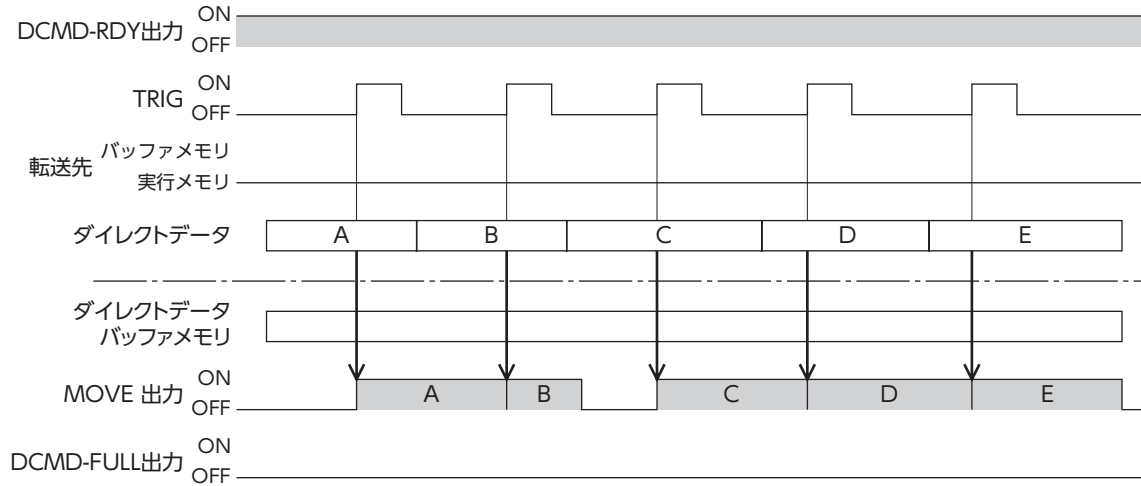 ON
DCMD-RDY出力
OFF
ON
TRIG
OFF
バッファメモリ
転送先
実行メモリ
ダイレクトデータ A B C D E
ダイレクトデータ
バッファメモリ
ON
MOVE 出力 A B C D E
OFF
ON
DCMD-FULL出力
OFF